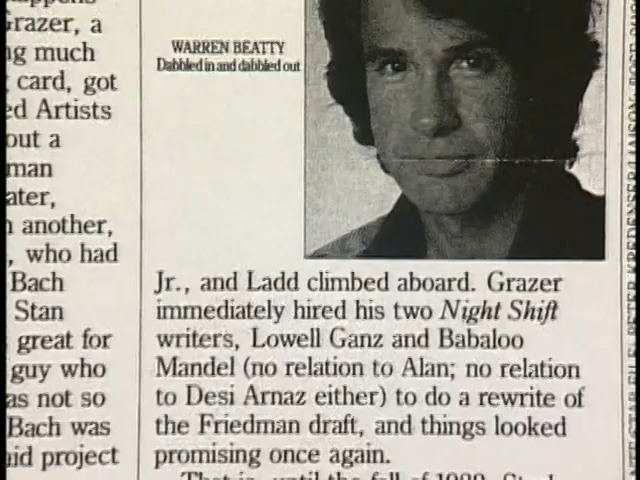 Grazer, a
ng much
card, got
ed Artists
out a
man
ater,
another,
, who had
Bach
Stan
great for
guy who
as not so
Bach was
aid project
WARREN BEATTY
Dabbled in and dabbled out
Jr., and Ladd climbed aboard. Grazer
immediately hired his two Night Shift
writers, Lowell Ganz and Babaloo
Mandel (no relation to Alan; no relation
to Desi Arnaz either) to do a rewrite of
the Friedman draft, and things looked
promising once again.